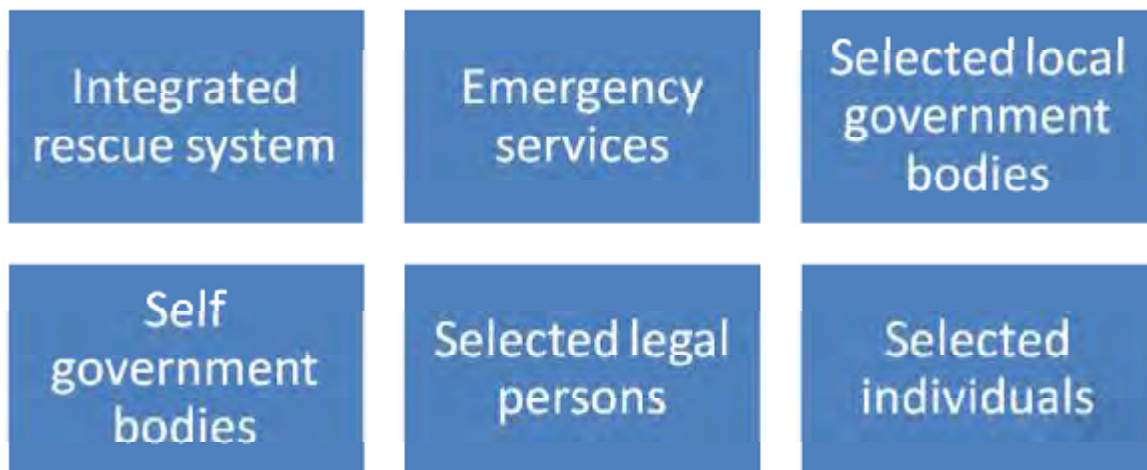 Integrated
rescue system
Emergency
services
Selected local
government
bodies
Self
government
bodies
Selected legal
persons
Selected
individuals